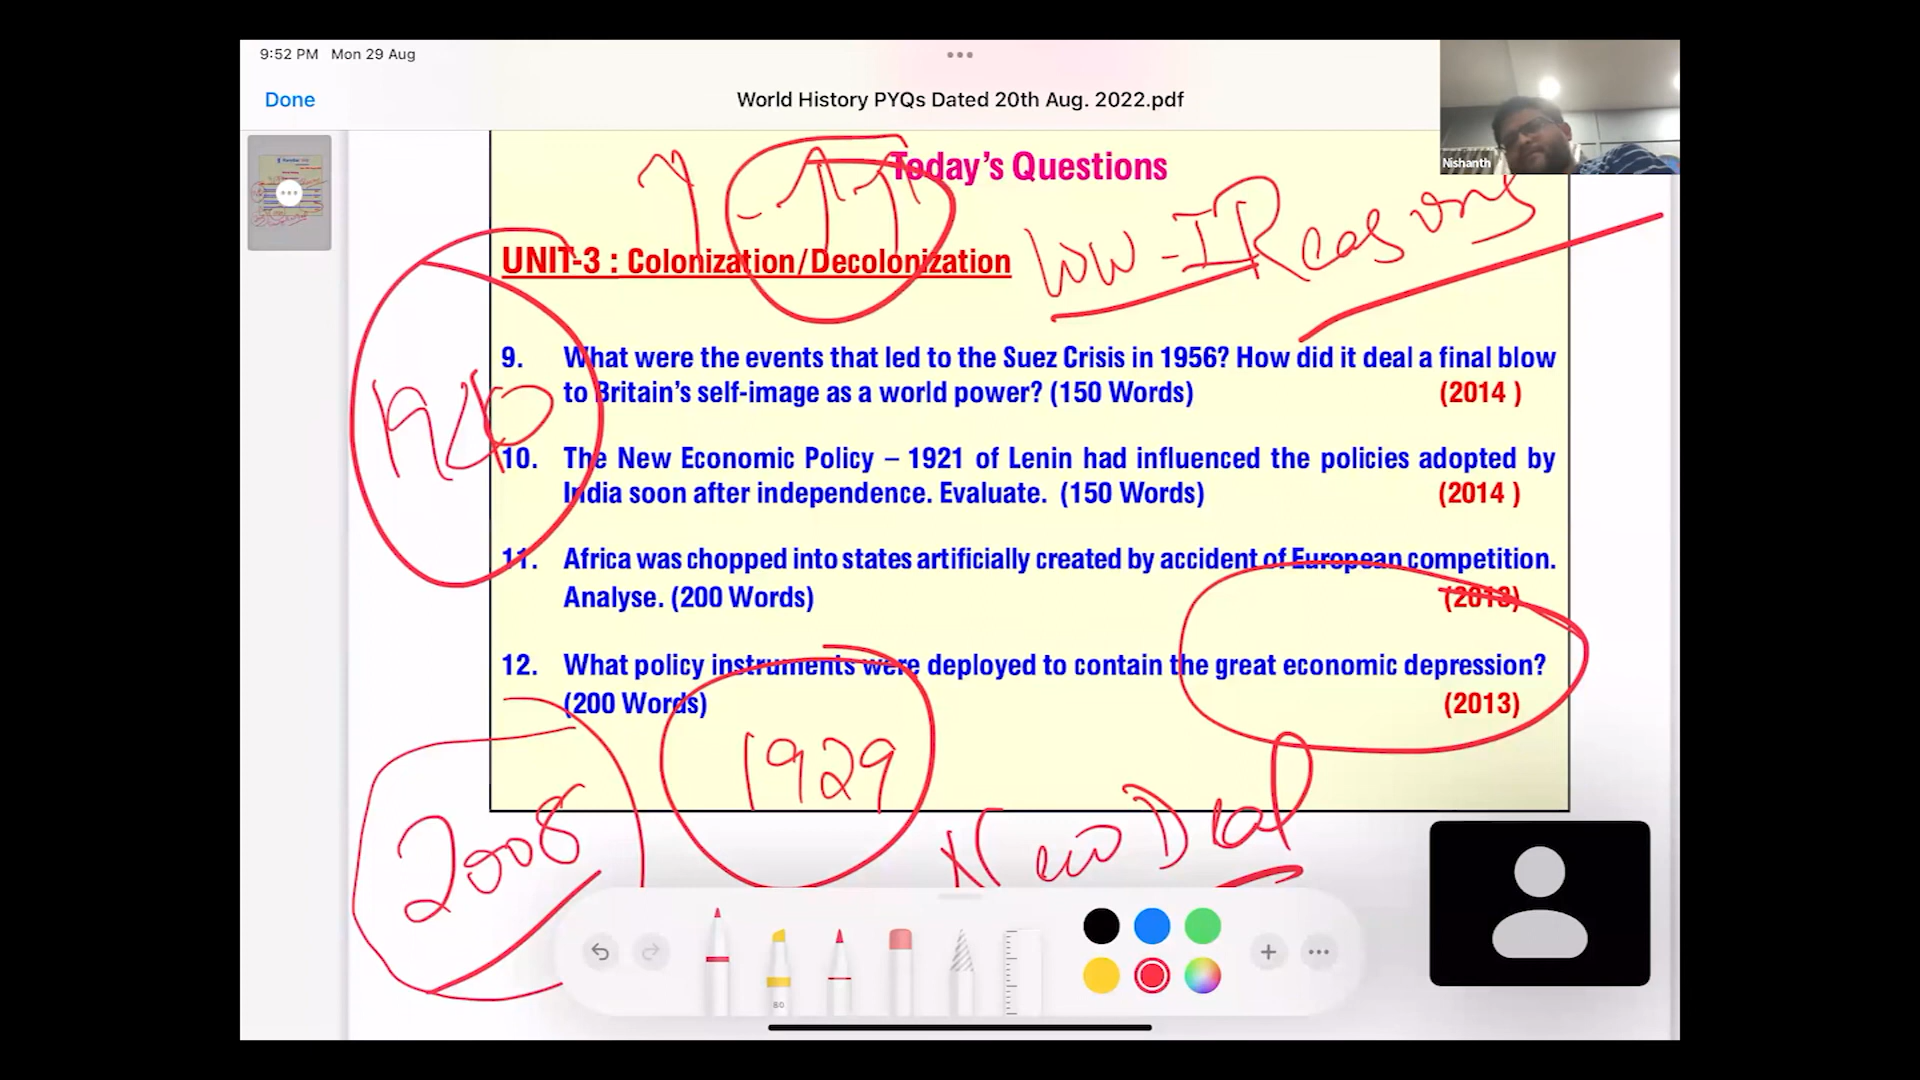 9:52 PM Mon 29 Aug
Done
World History PYQs Dated 20th Aug. 2022.pdf
Nishanth
Today's Questions
WW-I Reasons
UNIT-3 : Colonization/Decolonization
9. What were the events that led to the Suez Crisis in 1956? How did it deal a final blow
to Britain's self-image as a world power? (150 Words) (2014 )
10. The New Economic Policy – 1921 of Lenin had influenced the policies adopted by
India soon after independence. Evaluate. (150 Words) (2014 )
11. Africa was chopped into states artificially created by accident of European competition.
Analyse. (200 Words) (2013)
12. What policy instruments were deployed to contain the great economic depression?
(200 Words) (2013)
1929
2008
New Deal
80